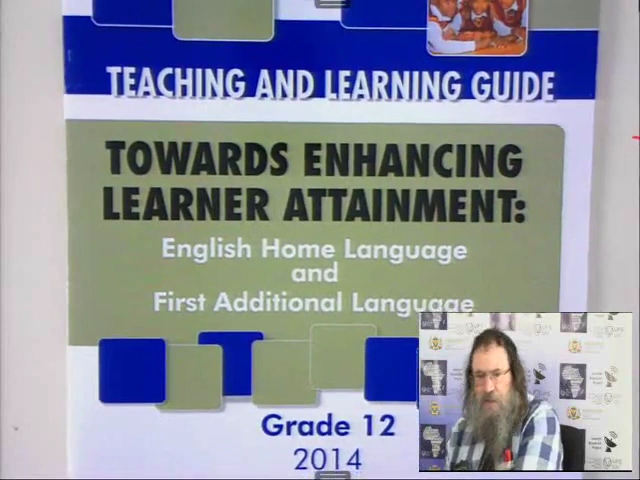 TEACHING AND LEARNING GUIDE
TOWARDS ENHANCING
LEARNER ATTAINMENT:
English Home Language
and
First Additional Language
Grade 12
2014